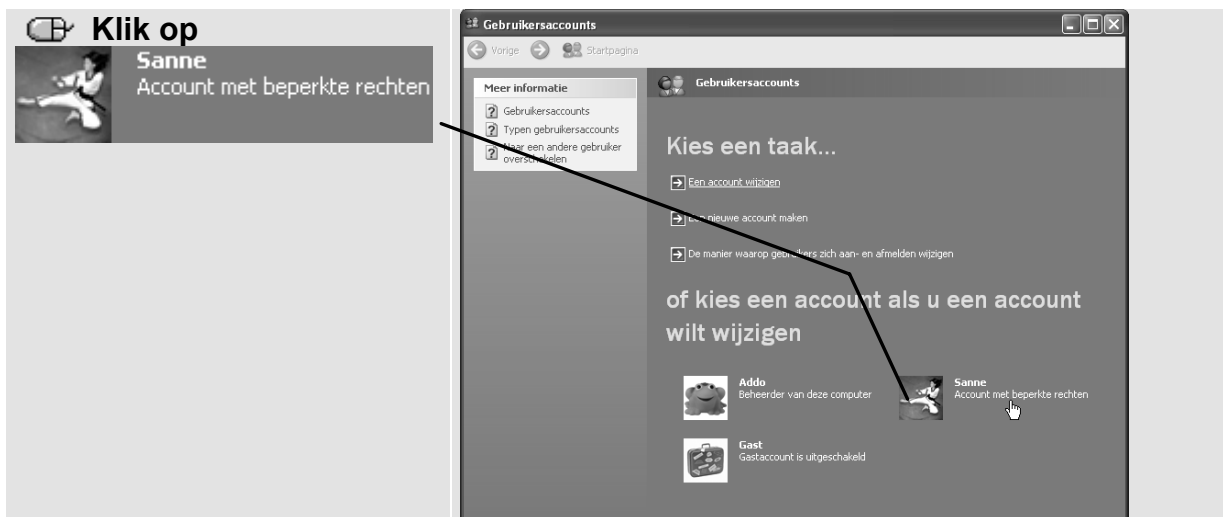 Klik op
Sanne
Account met beperkte rechten
Gebruikersaccounts
Vorige
Startpagina
Meer informatie
Gebruikersaccounts
Typen gebruikersaccounts
Naar een andere gebruiker
overschakelen
Gebruikersaccounts
Kies een taak...
Een account wijzigen
Een nieuwe account maken
De manier waarop gebruikers zich aan- en afmelden wijzigen
of kies een account als u een account
wilt wijzigen
Addo
Beheerder van deze computer
Sanne
Account met beperkte rechten
Gast
Gastaccount is uitgeschakeld